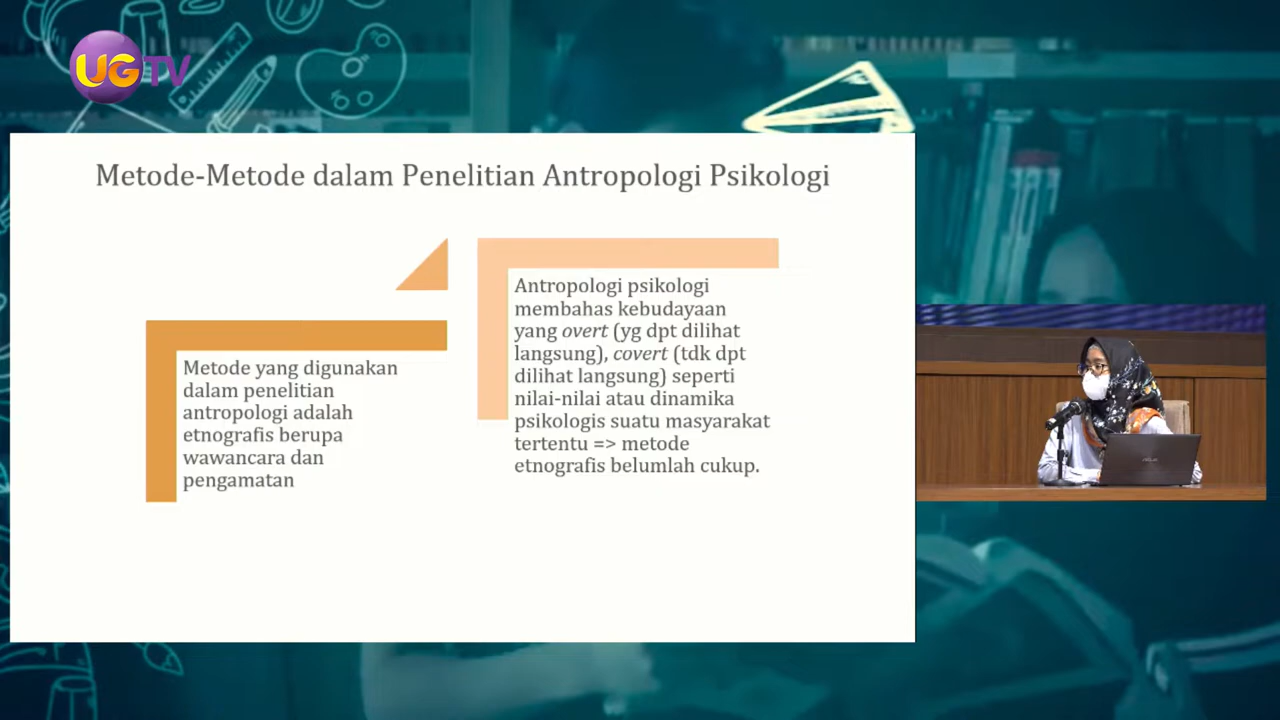 UGTV
Metode-Metode dalam Penelitian Antropologi Psikologi
Metode yang digunakan
dalam penelitian
antropologi adalah
etnografis berupa
wawancara dan
pengamatan
Antropologi psikologi
membahas kebudayaan
yang overt (yg dpt dilihat
langsung), covert (tdk dpt
dilihat langsung) seperti
nilai-nilai atau dinamika
psikologis suatu masyarakat
tertentu => metode
etnografis belumlah cukup.